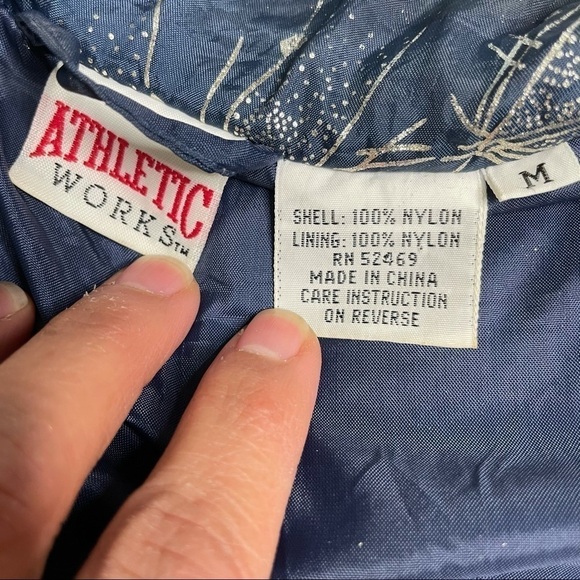 ATHLETIC
WORKS™
SHELL: 100% NYLON
LINING: 100% NYLON
RN 52469
MADE IN CHINA
CARE INSTRUCTION
ON REVERSE
M